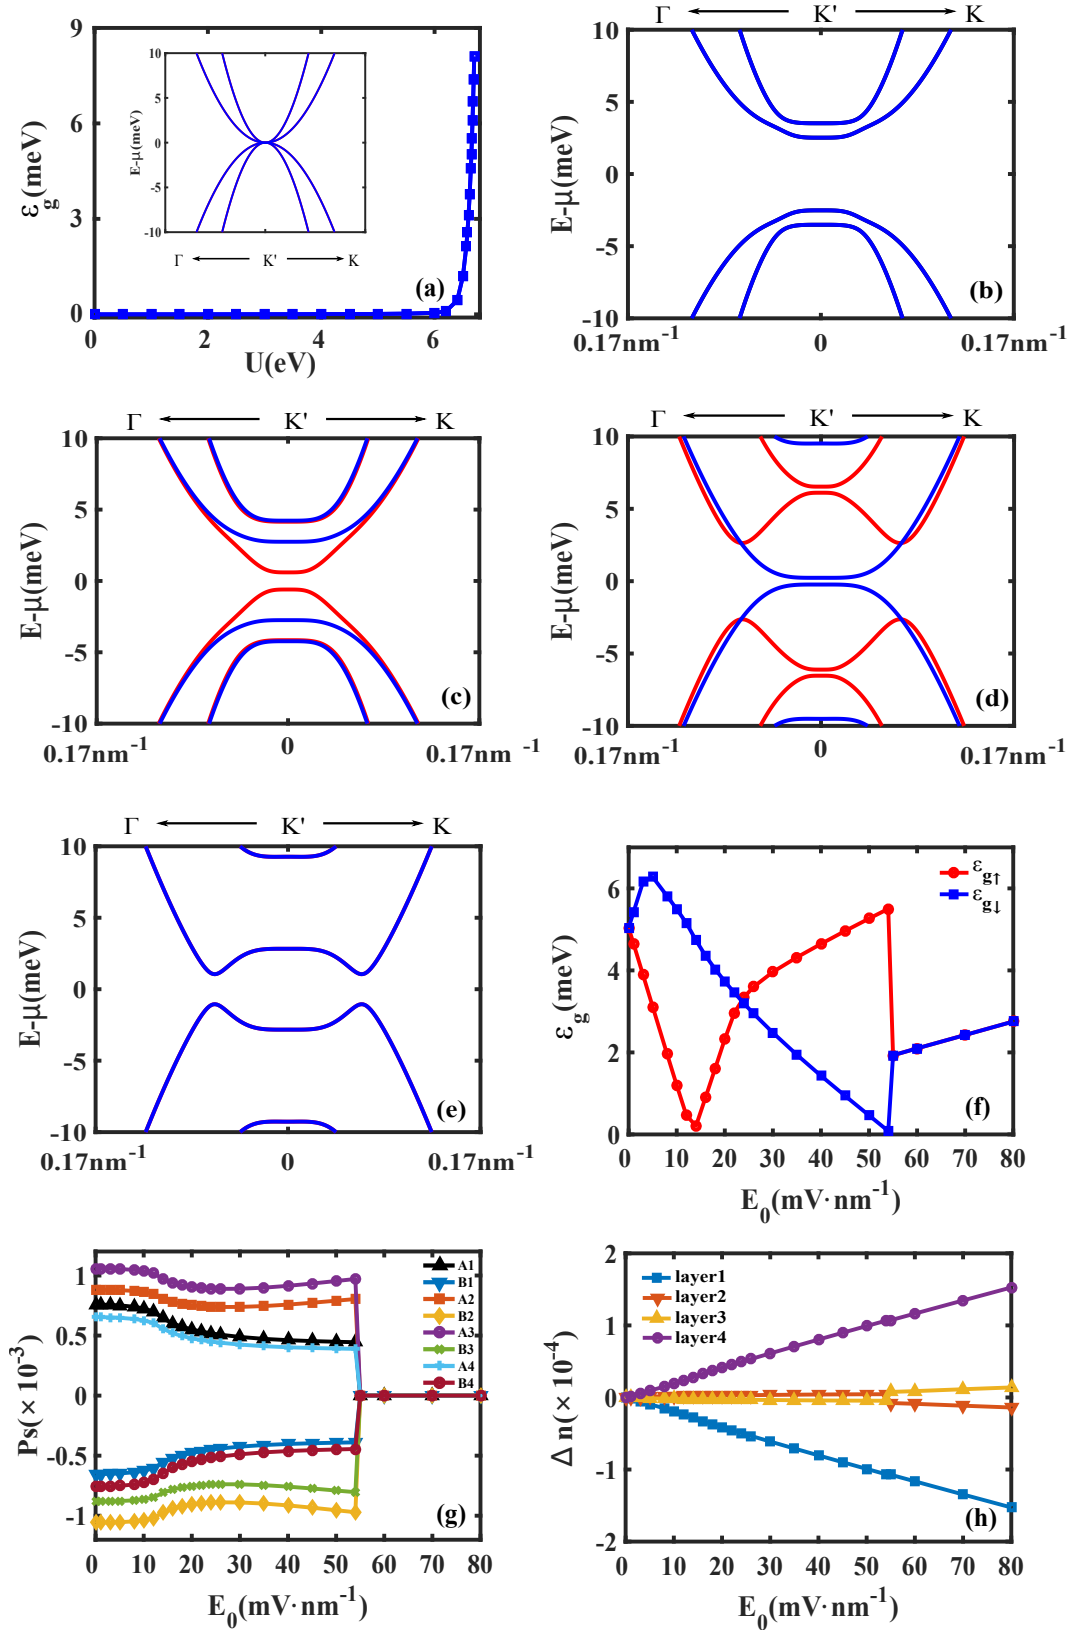 9
6
3
0
ε_g(meV)
0 2 4 6
U(eV)
(a)
10
5
0
-5
-10
E-μ(meV)
Γ K' K
Γ K' K
10
5
0
-5
-10
E-μ(meV)
(b)
0.17nm⁻¹ 0 0.17nm⁻¹
Γ K' K
10
5
0
-5
-10
E-μ(meV)
(c)
0.17nm⁻¹ 0 0.17nm⁻¹
Γ K' K
10
5
0
-5
-10
E-μ(meV)
(d)
0.17nm⁻¹ 0 0.17nm⁻¹
Γ K' K
10
5
0
-5
-10
E-μ(meV)
(e)
0.17nm⁻¹ 0 0.17nm⁻¹
6
4
2
0
ε_g(meV)
ε_g↑
ε_g↓
(f)
0 10 20 30 40 50 60 70 80
E₀(mV·nm⁻¹)
1
0.5
0
-0.5
-1
Ps(× 10⁻³)
A1
B1
A2
B2
A3
B3
A4
B4
(g)
0 10 20 30 40 50 60 70 80
E₀(mV·nm⁻¹)
2
1
0
-1
-2
Δ n(× 10⁻⁴)
layer1
layer2
layer3
layer4
(h)
0 10 20 30 40 50 60 70 80
E₀(mV·nm⁻¹)